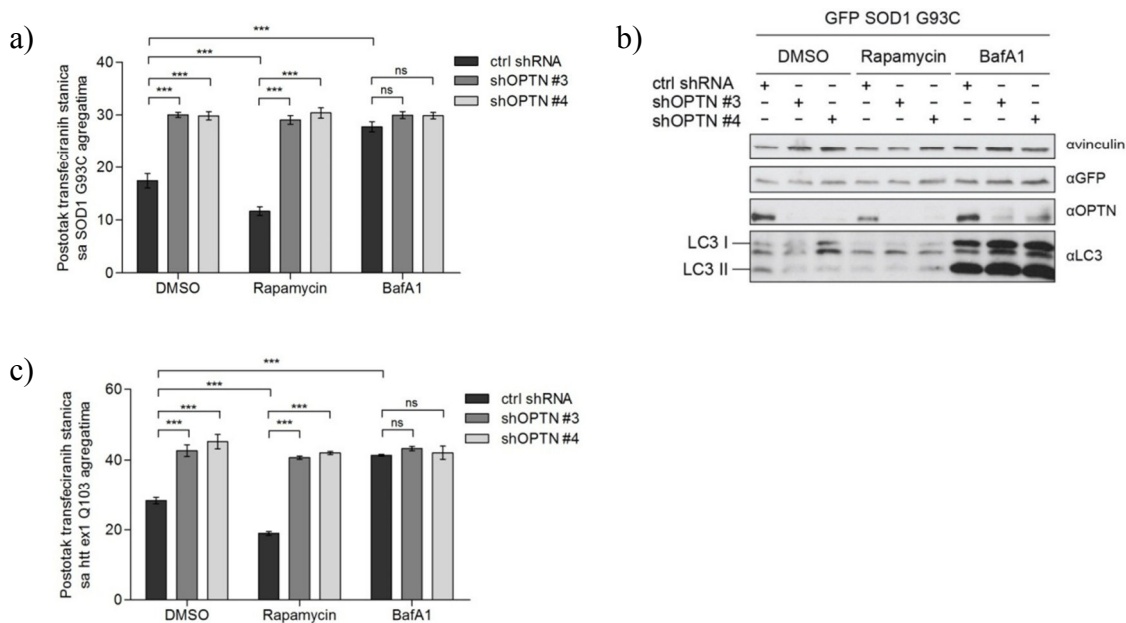 a)
***
***
***
***
***
***
ns
ns
ctrl shRNA
shOPTN #3
shOPTN #4
Postotak transfeciranih stanica
sa SOD1 G93C agregatima
40
30
20
10
0
DMSO
Rapamycin
BafA1
b)
GFP SOD1 G93C
DMSO
Rapamycin
BafA1
ctrl shRNA
+ - - + - - + - -
shOPTN #3
- + - - + - - + -
shOPTN #4
- - + - - + - - +
αvinculin
αGFP
αOPTN
LC3 I
LC3 II
αLC3
c)
***
***
***
***
***
***
ns
ns
ctrl shRNA
shOPTN #3
shOPTN #4
Postotak transfeciranih stanica
sa htt ex1 Q103 agregatima
60
40
20
0
DMSO
Rapamycin
BafA1